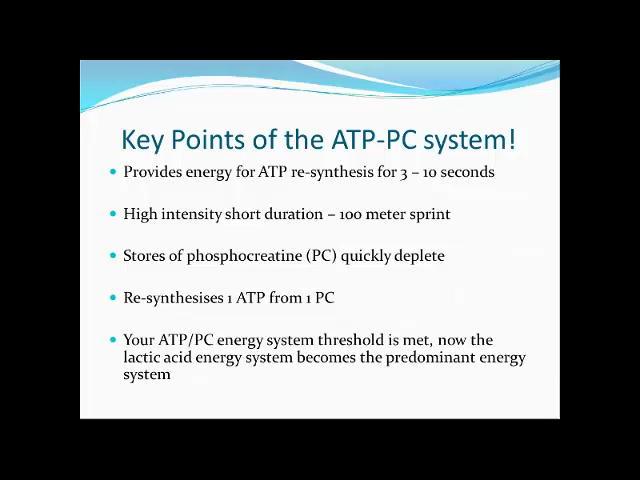 Key Points of the ATP-PC system!
• Provides energy for ATP re-synthesis for 3 – 10 seconds
• High intensity short duration – 100 meter sprint
• Stores of phosphocreatine (PC) quickly deplete
• Re-synthesises 1 ATP from 1 PC
• Your ATP/PC energy system threshold is met, now the
lactic acid energy system becomes the predominant energy
system